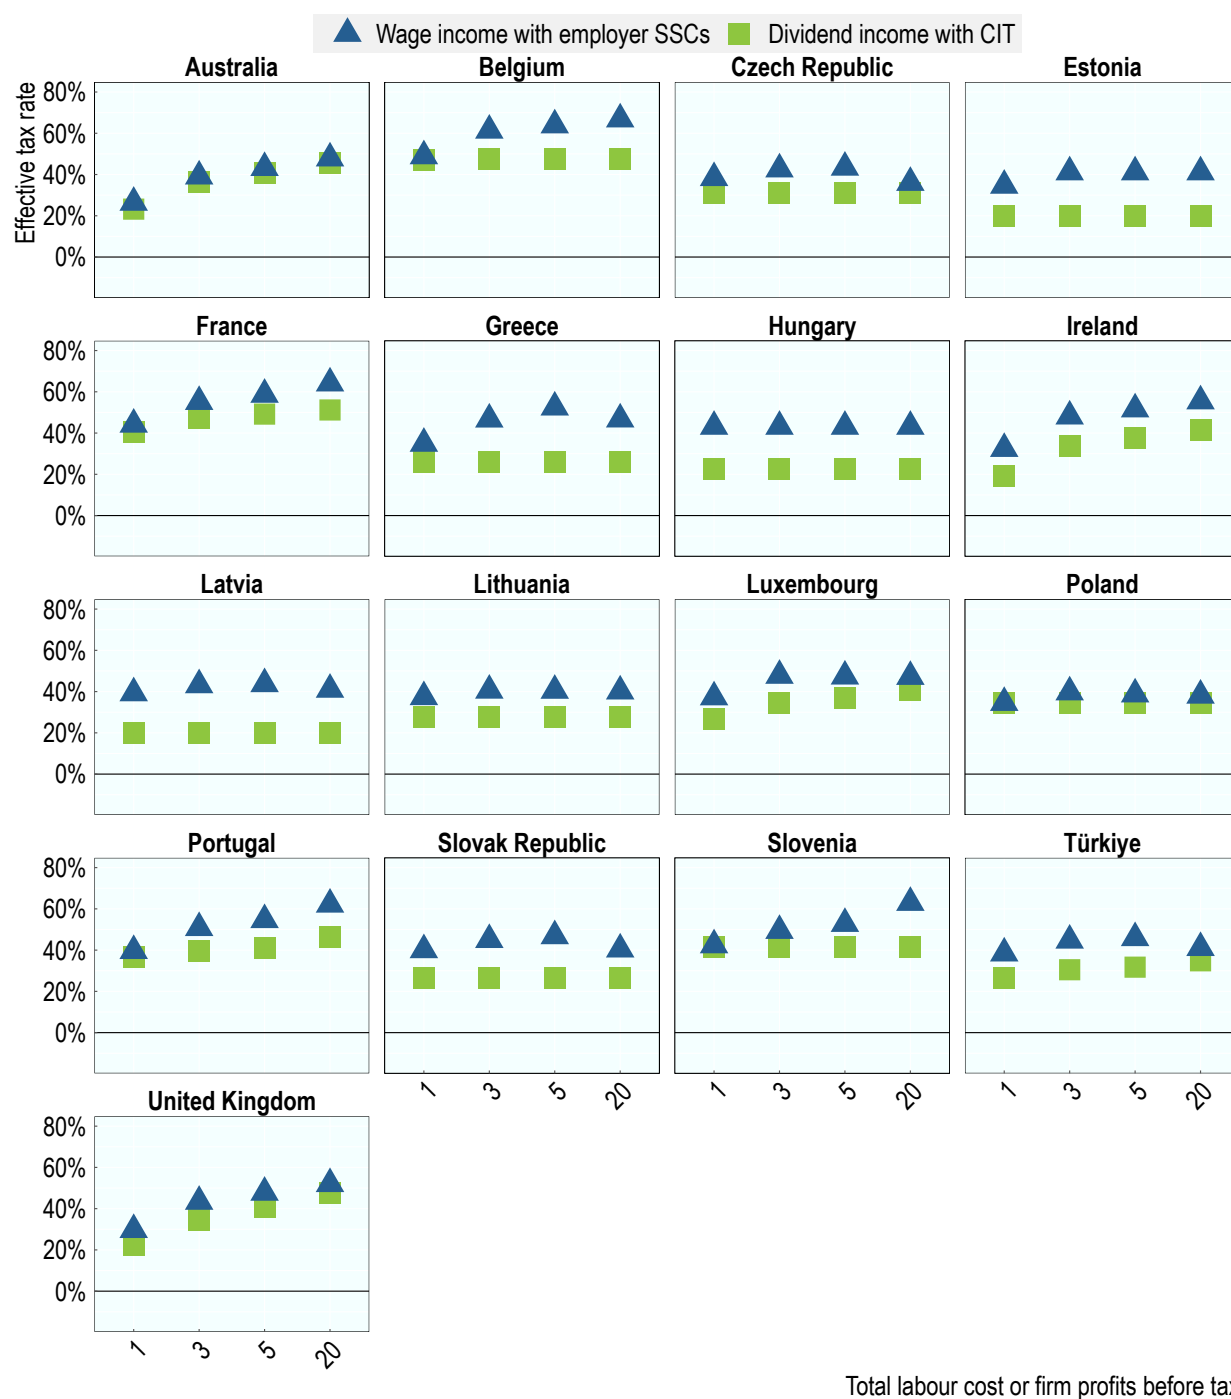 Wage income with employer SSCs Dividend income with CIT
Australia Belgium Czech Republic Estonia
Effective tax rate
80%
60%
40%
20%
0%
France Greece Hungary Ireland
80%
60%
40%
20%
0%
Latvia Lithuania Luxembourg Poland
80%
60%
40%
20%
0%
Portugal Slovak Republic Slovenia Türkiye
80%
60%
40%
20%
0%
1 3 5 20 1 3 5 20 1 3 5 20
United Kingdom
80%
60%
40%
20%
0%
1 3 5 20
Total labour cost or firm profits before